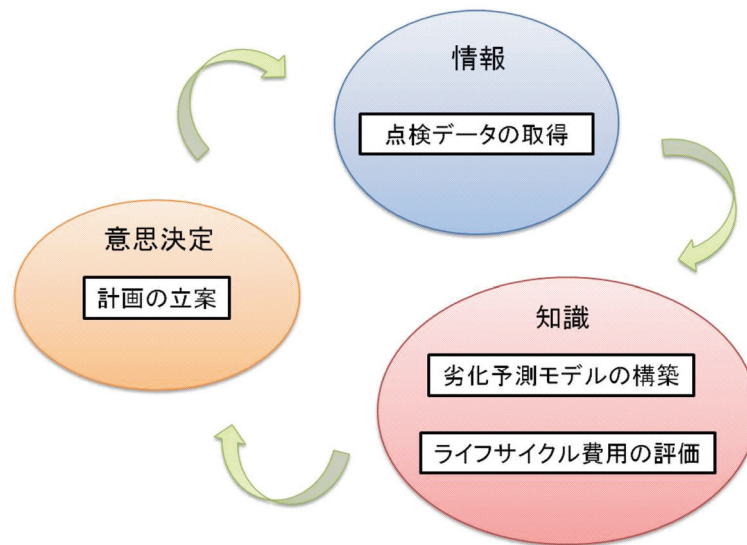 情報
点検データの取得
意思決定
計画の立案
知識
劣化予測モデルの構築
ライフサイクル費用の評価